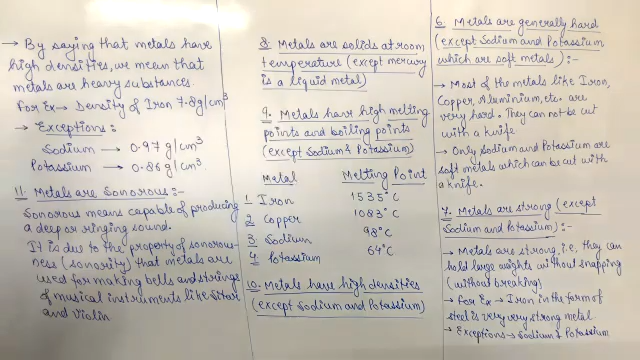 → By saying that metals have
high densities, we mean that
metals are heavy substances.
For Ex → Density of Iron 7.8g/cm³
→ Exceptions:
Sodium → 0.97 g/cm³
Potassium → 0.86 g/cm³
11. Metals are Sonorous:-
Sonorous means capable of producing
a deep or ringing sound.
It is due to the property of sonorous-
ness (sonority) that metals are
used for making bells and strings
of musical instruments like sitar
and violin
8. Metals are solids at room
temperature (except mercury
is a liquid metal)
9. Metals have high melting
points and boiling points
(except Sodium & Potassium)
Metal Melting Point
1. Iron 1535°C
2. Copper 1083°C
3. Sodium 98°C
4. Potassium 64°C
10. Metals have high densities
(except Sodium and Potassium)
6. Metals are generally hard
(except Sodium and Potassium
which are soft metals):-
→ Most of the metals like Iron,
Copper, Aluminium, etc. are
very hard. They can not be cut
with a knife
→ Only sodium and Potassium are
soft metals which can be cut with
a knife.
7. Metals are strong (except
Sodium and Potassium):-
→ Metals are strong, i.e, they can
hold large weights without snapping
(without breaking)
→ For Ex → Iron in the form of
steel is very very strong metal
→ Exceptions → Sodium & Potassium